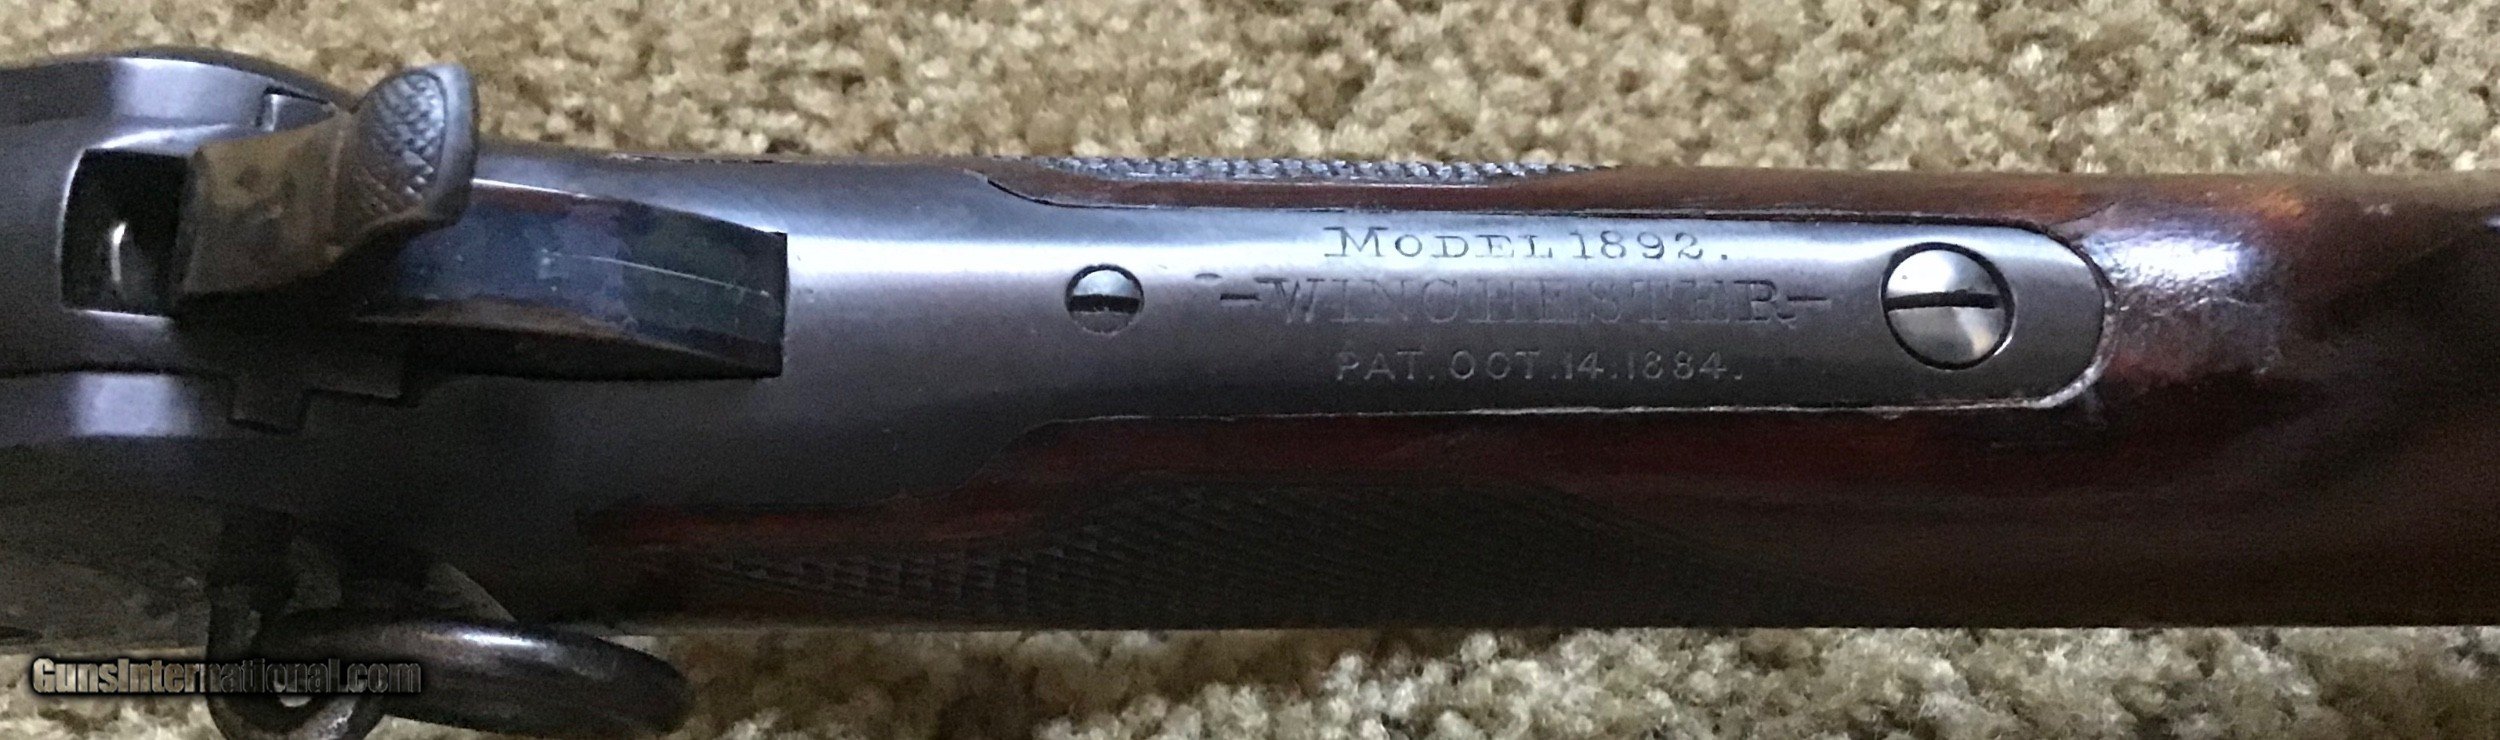 MODEL 1892.
-WINCHESTER-
PAT. OCT. 14. 1884.
GunsInternational.com